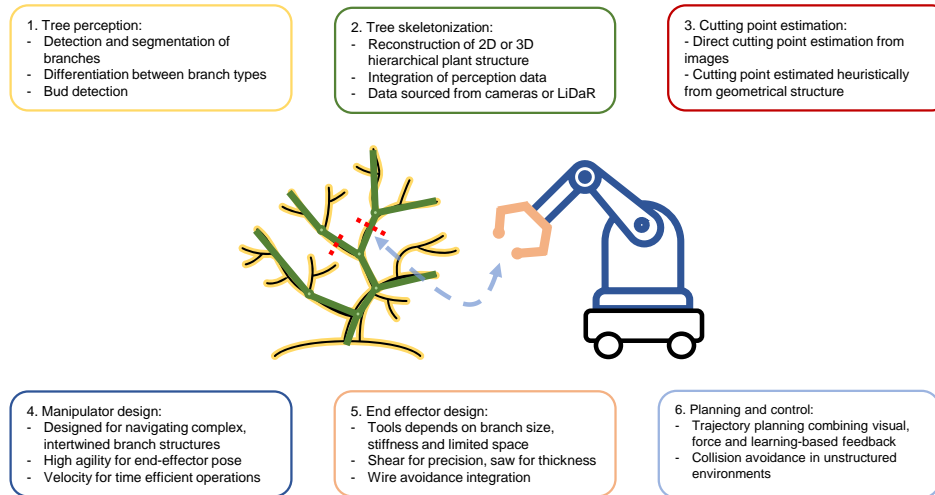 1. Tree perception:
- Detection and segmentation of
branches
- Differentiation between branch types
- Bud detection
2. Tree skeletonization:
- Reconstruction of 2D or 3D
hierarchical plant structure
- Integration of perception data
- Data sourced from cameras or LiDaR
3. Cutting point estimation:
- Direct cutting point estimation from
images
- Cutting point estimated heuristically
from geometrical structure
4. Manipulator design:
- Designed for navigating complex,
intertwined branch structures
- High agility for end-effector pose
- Velocity for time efficient operations
5. End effector design:
- Tools depends on branch size,
stiffness and limited space
- Shear for precision, saw for thickness
- Wire avoidance integration
6. Planning and control:
- Trajectory planning combining visual,
force and learning-based feedback
- Collision avoidance in unstructured
environments